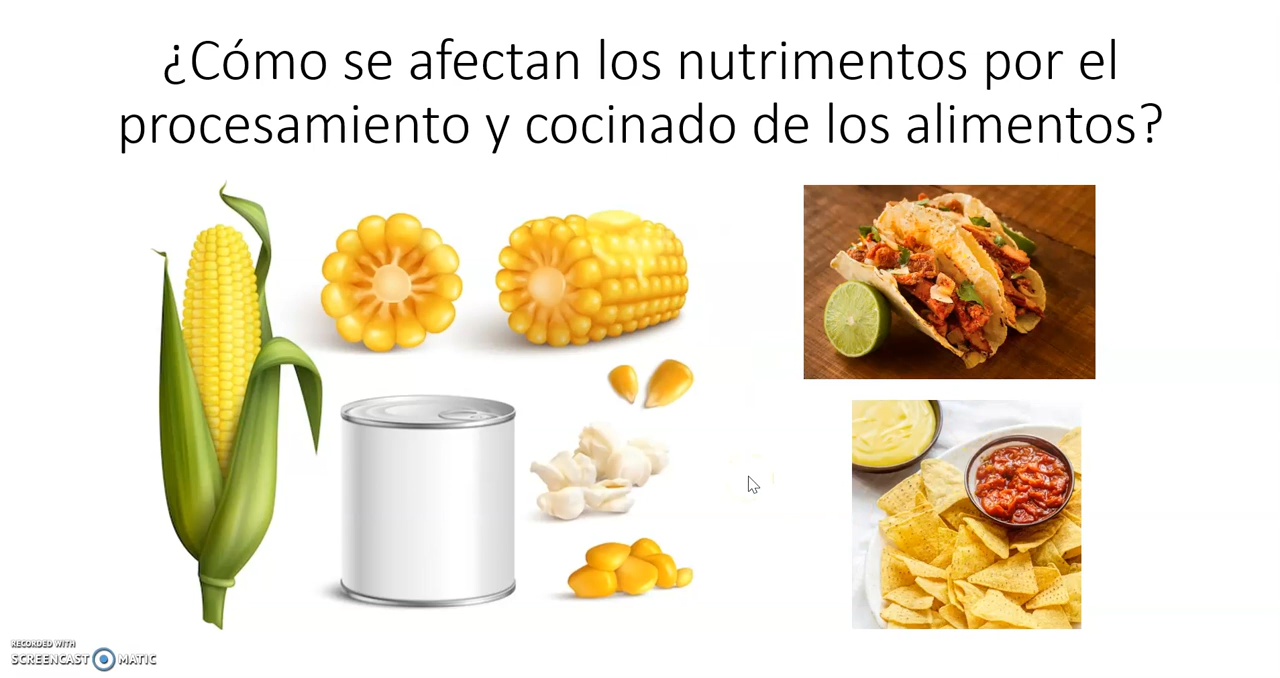 ¿Cómo se afectan los nutrimentos por el
procesamiento y cocinado de los alimentos?
RECORDED WITH
SCREENCAST MATIC